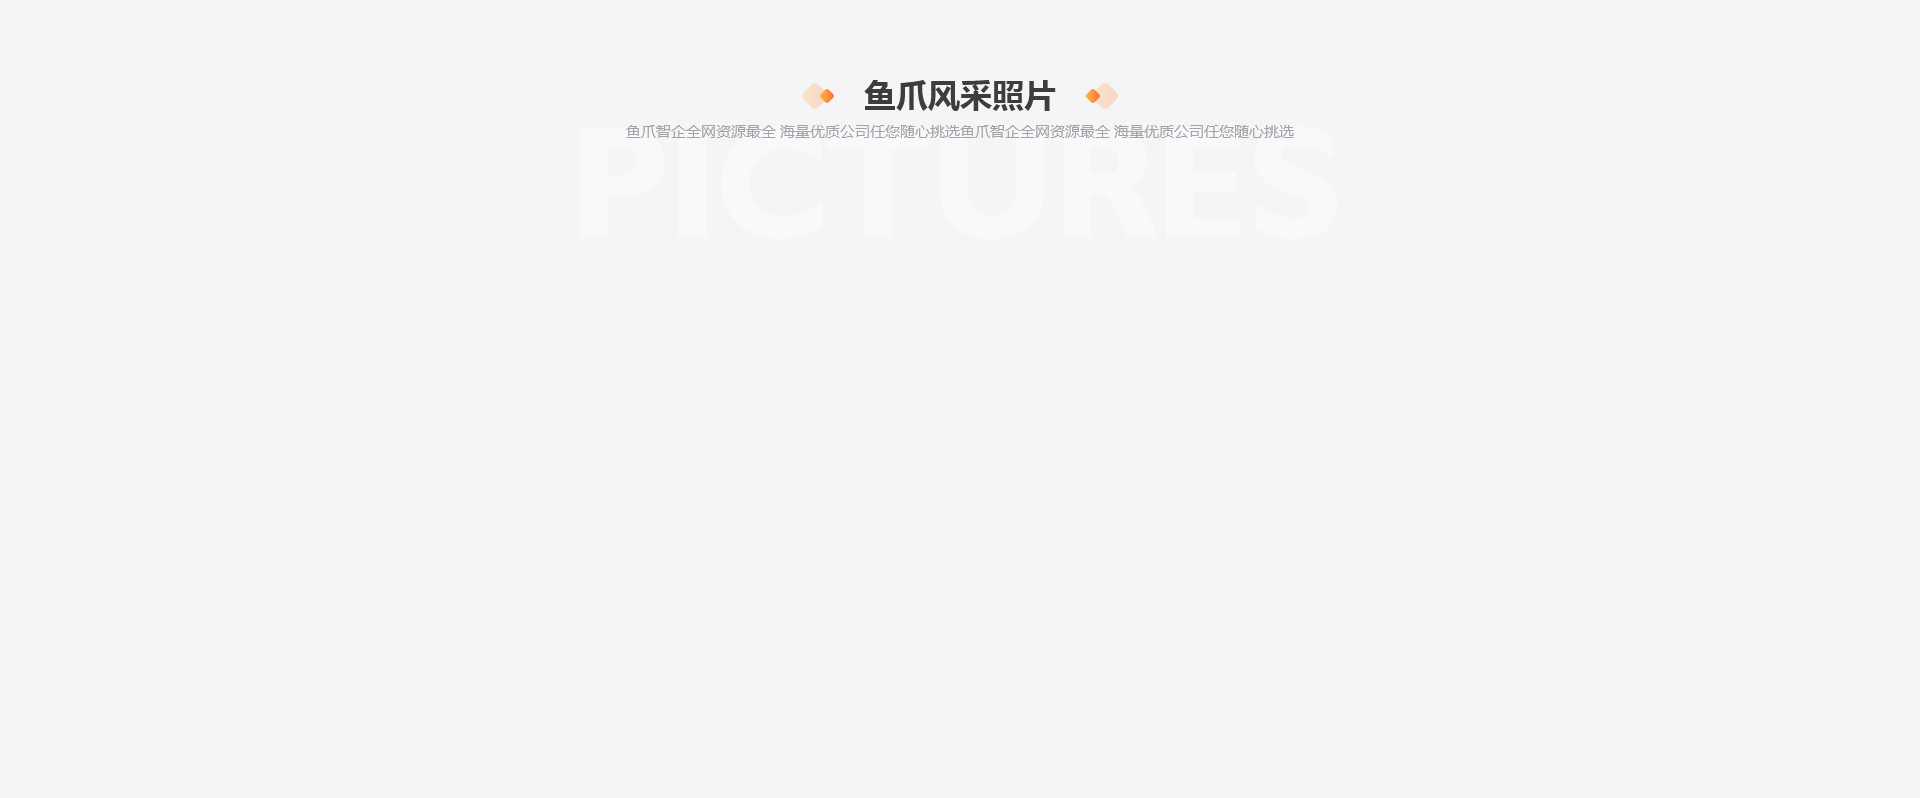 鱼爪风采照片
鱼爪智企全网资源最全 海量优质公司任您随心挑选鱼爪智企全网资源最全 海量优质公司任您随心挑选
PICTURES